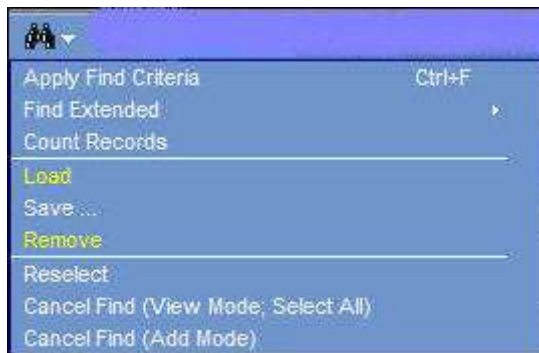 Apply Find Criteria Ctrl+F
Find Extended
Count Records
Load
Save ...
Remove
Reselect
Cancel Find (View Mode; Select All)
Cancel Find (Add Mode)